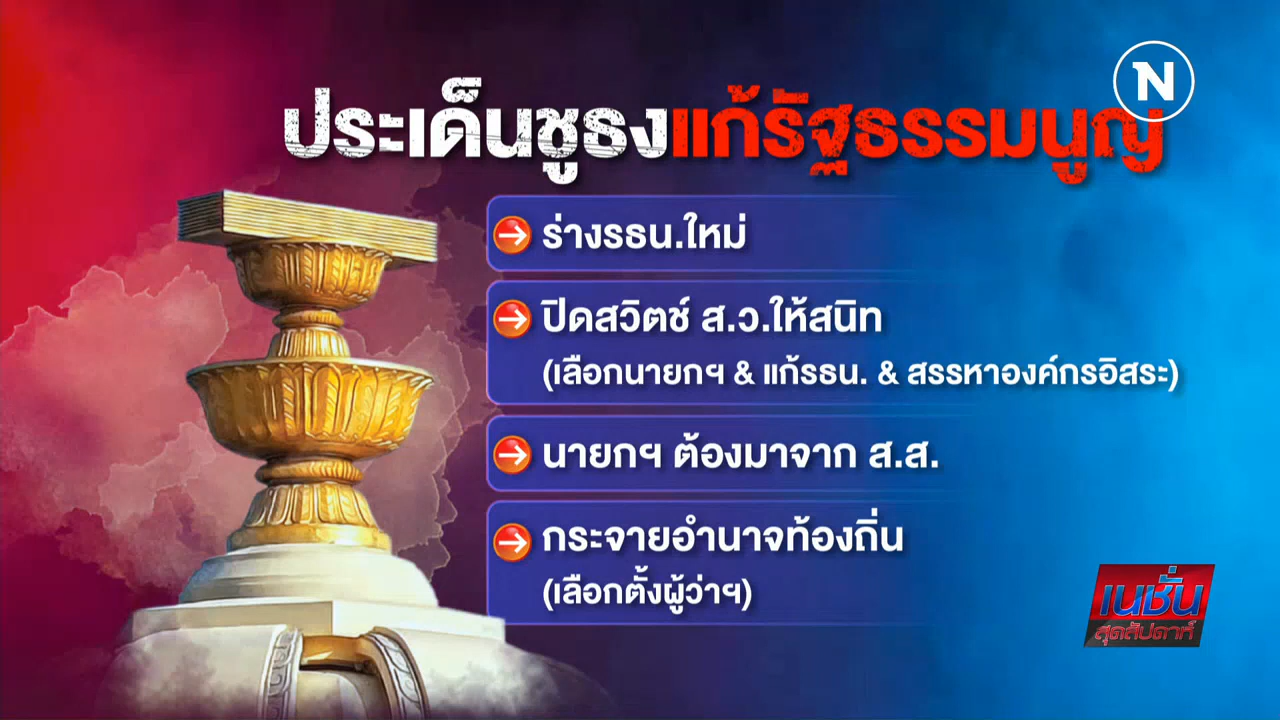 N
ประเด็นชูธงแก้รัฐธรรมนูญ
ร่างรธน.ใหม่
ปิดสวิตช์ ส.ว.ให้สนิท
(เลือกนายกฯ & แก้รธน. & สรรหาองค์กรอิสระ)
นายกฯ ต้องมาจาก ส.ส.
กระจายอำนาจท้องถิ่น
(เลือกตั้งผู้ว่าฯ)
เนชั่น
สุดสัปดาห์